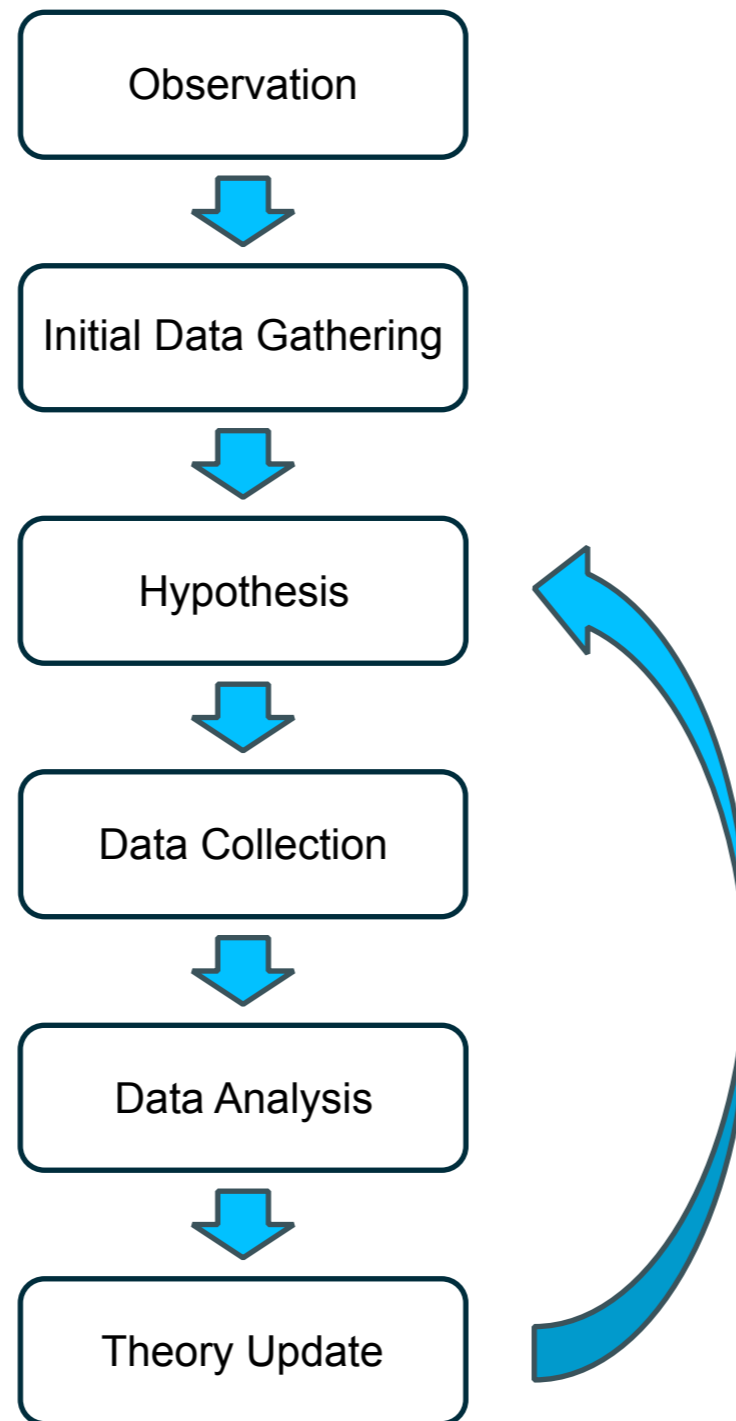 Observation
Initial Data Gathering
Hypothesis
Data Collection
Data Analysis
Theory Update